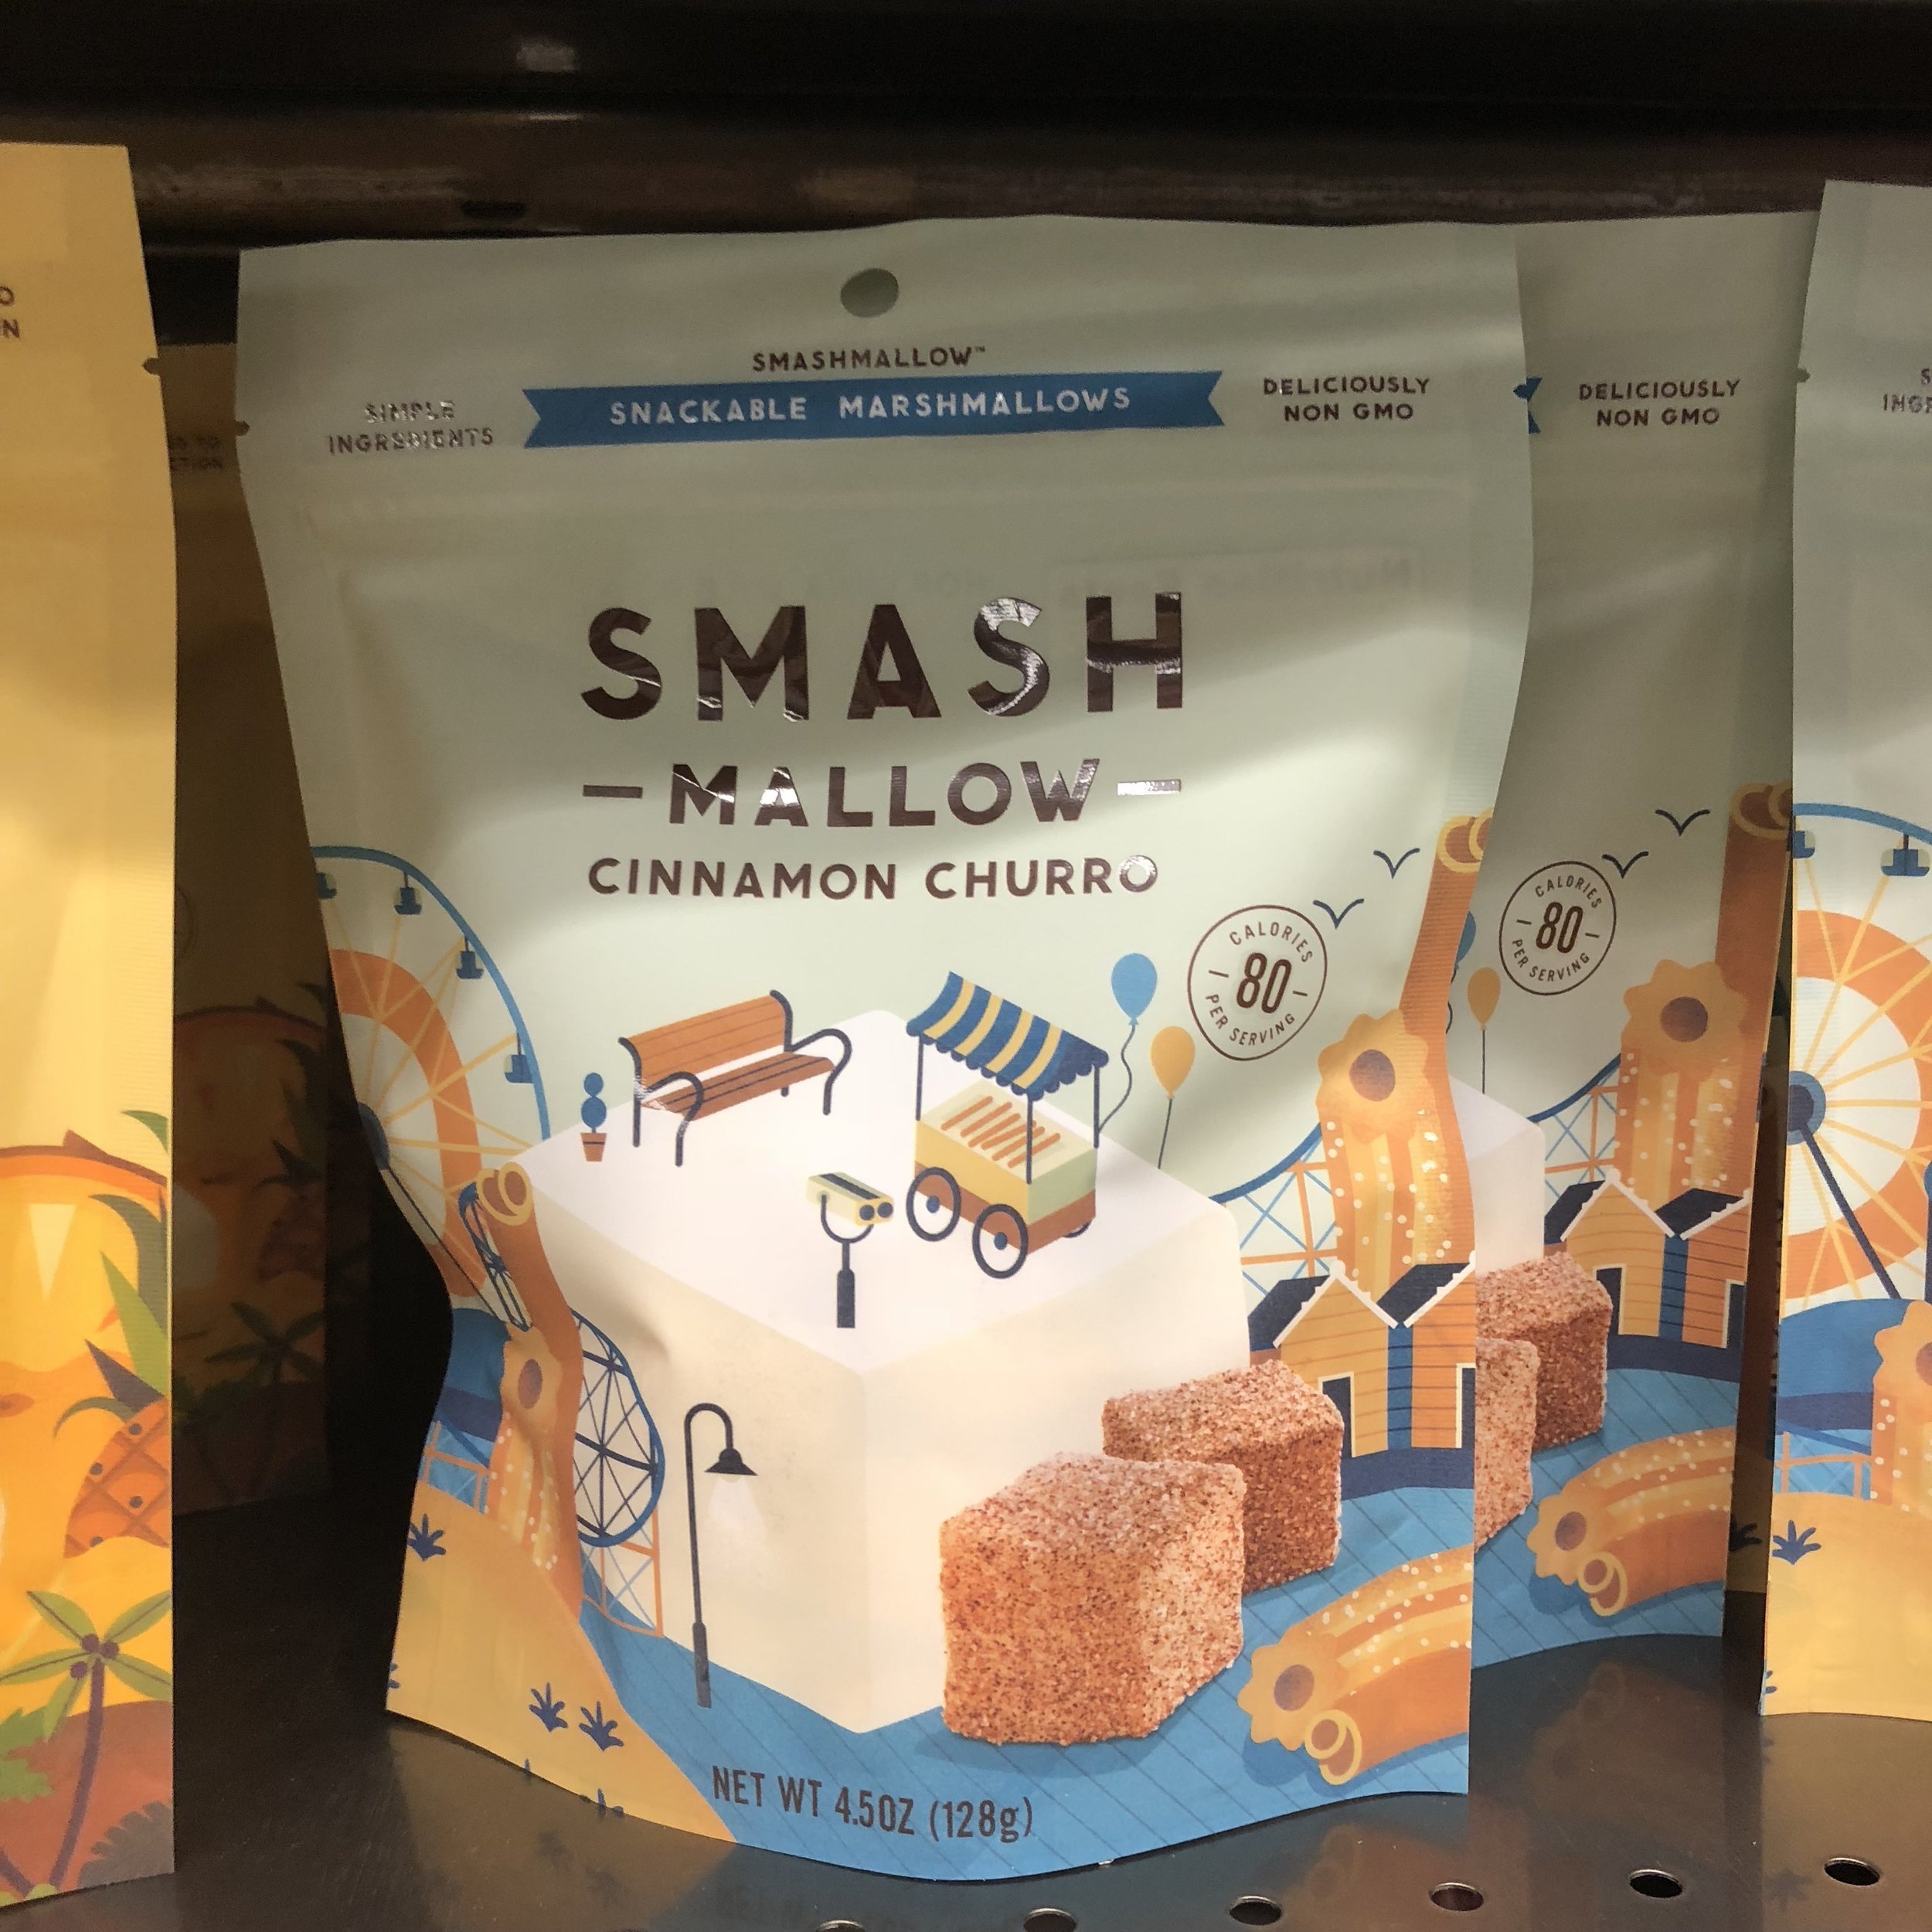 SMASHMALLOW™
SIMPLE
INGREDIENTS
SNACKABLE MARSHMALLOWS
DELICIOUSLY
NON GMO
SMASH
—MALLOW—
CINNAMON CHURRO
CALORIES
—80—
PER SERVING
NET WT 4.5OZ (128g)
DELICIOUSLY
NON GMO
CALORIES
—80—
PER SERVING